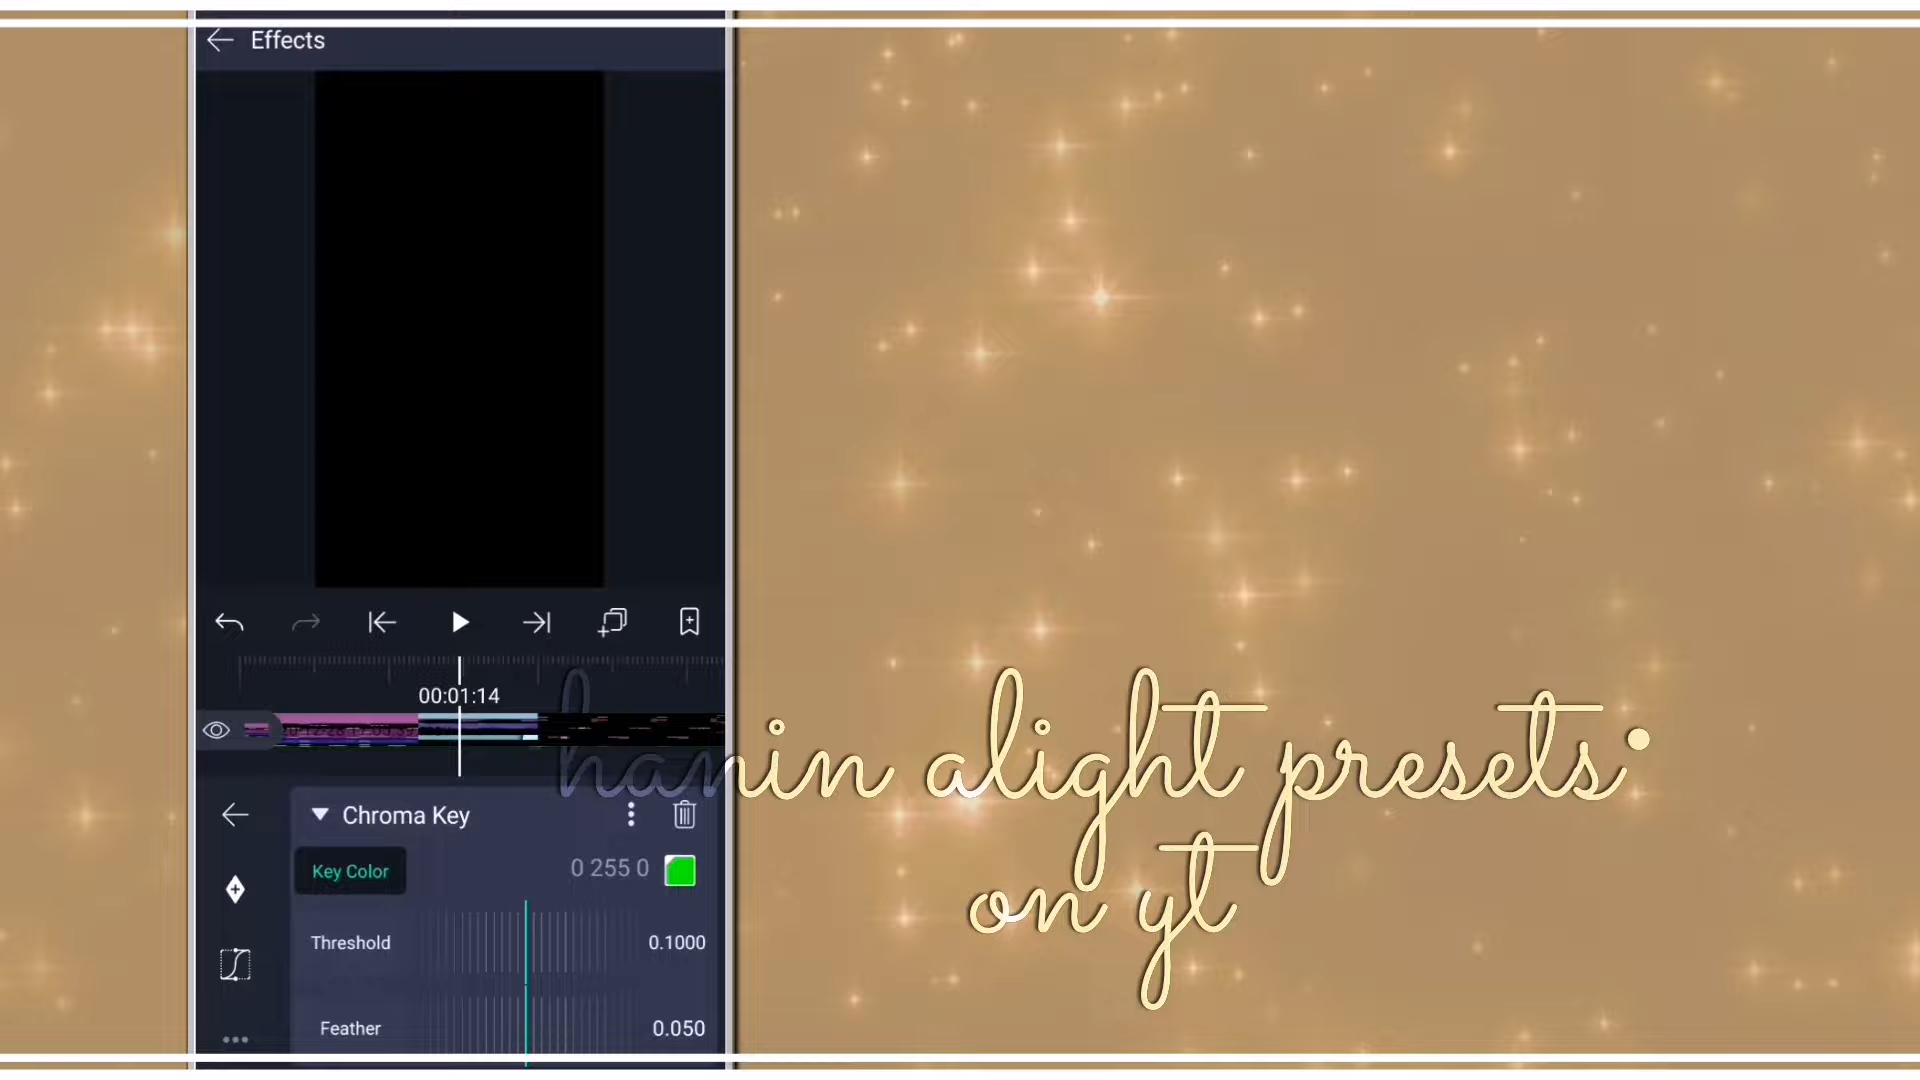 Effects
00:01:14
Chroma Key
Key Color 0 255 0
Threshold 0.1000
Feather 0.050
hanin alight presets
on yt